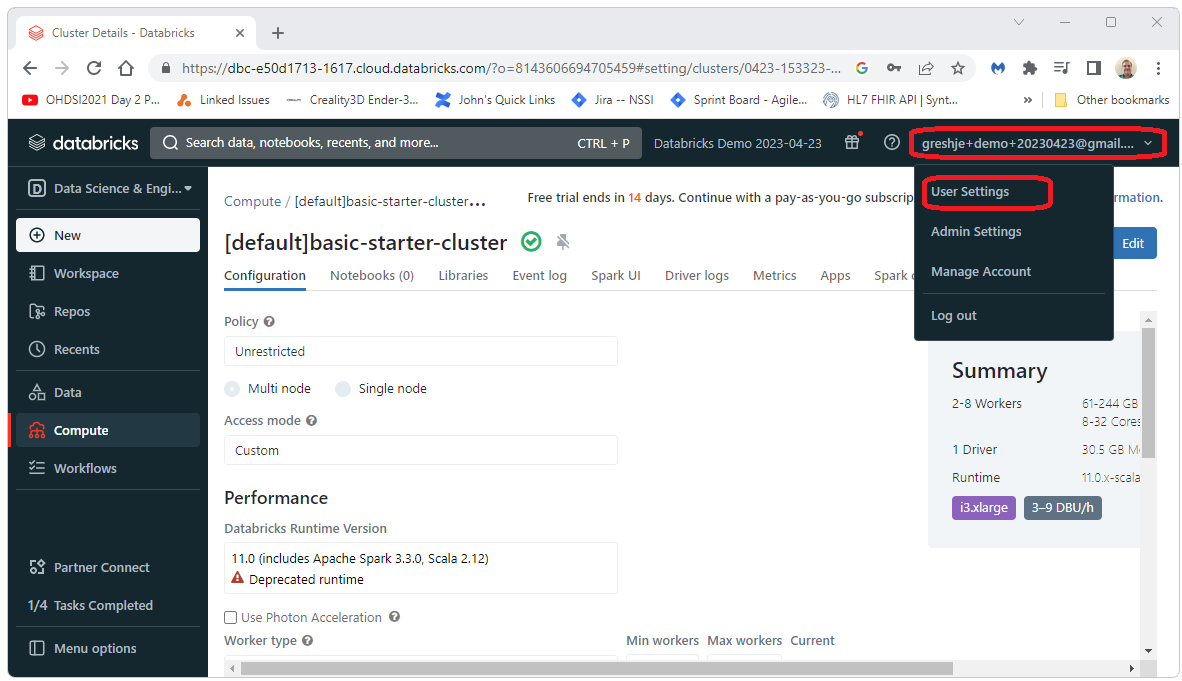 Cluster Details - Databricks
https://dbc-e50d1713-1617.cloud.databricks.com/?o=8143606694705459#setting/clusters/0423-153323-...
OHDSI2021 Day 2 P... Linked Issues Creality3D Ender-3... John's Quick Links Jira -- NSSI Sprint Board - Agile... HL7 FHIR API | Synt... » Other bookmarks
databricks Search data, notebooks, recents, and more... CTRL + P Databricks Demo 2023-04-23 greshje+demo+20230423@gmail....
Data Science & Engi...
New
Workspace
Repos
Recents
Data
Compute
Workflows
Partner Connect
1/4 Tasks Completed
Menu options
Compute / [default]basic-starter-cluster...
Free trial ends in 14 days. Continue with a pay-as-you-go subscrip
rmation.
User Settings
Admin Settings
Manage Account
Log out
[default]basic-starter-cluster
Edit
Configuration Notebooks (0) Libraries Event log Spark UI Driver logs Metrics Apps Spark c
Policy
Unrestricted
Multi node Single node
Access mode
Custom
Performance
Databricks Runtime Version
11.0 (includes Apache Spark 3.3.0, Scala 2.12)
Deprecated runtime
Use Photon Acceleration
Worker type Min workers Max workers Current
Summary
2-8 Workers 61-244 GB
8-32 Cores
1 Driver 30.5 GB M
Runtime 11.0.x-scala
i3.xlarge 3–9 DBU/h